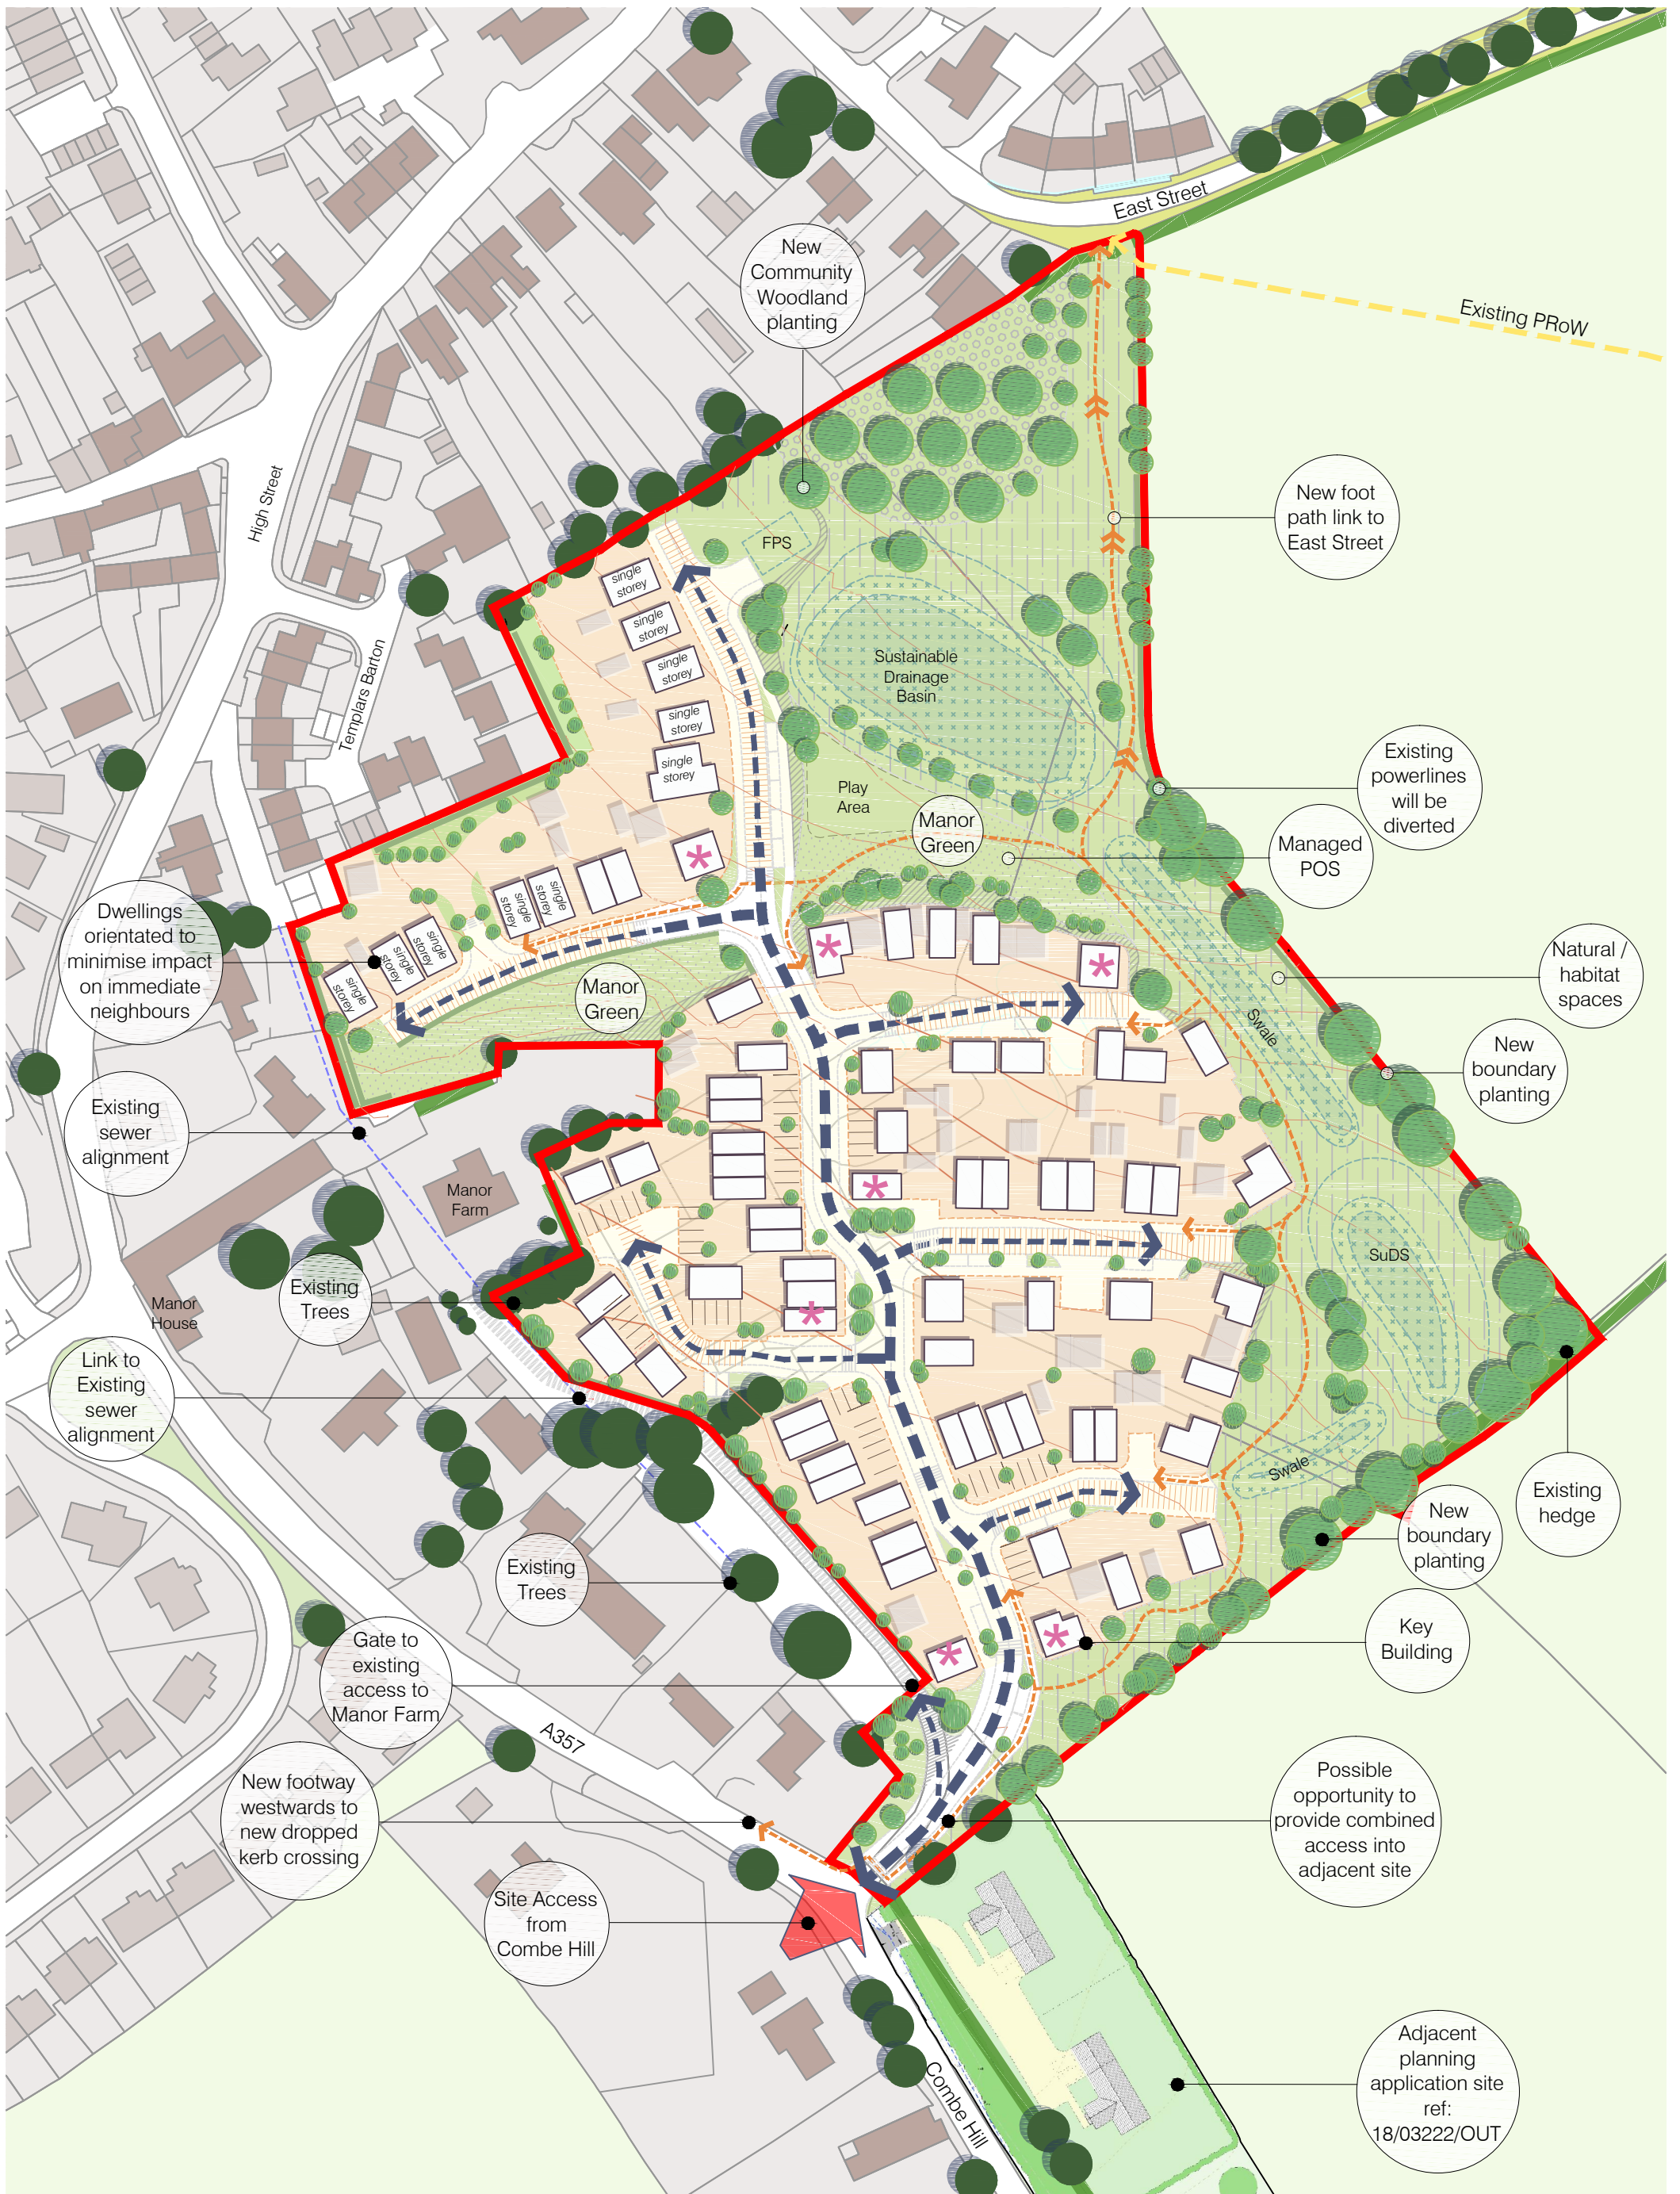 East Street
New
Community
Woodland
planting
Existing PRoW
High Street
New foot
path link to
East Street
FPS
single
storey
single
storey
single
storey
single
storey
single
storey
Sustainable
Drainage
Basin
Templars Barton
Play
Area
Existing
powerlines
will be
diverted
Manor
Green
Managed
POS
single
storey
single
storey
Dwellings
orientated to
minimise impact
on immediate
neighbours
single
storey
single
storey
single
storey
Manor
Green
Natural /
habitat
spaces
Swale
New
boundary
planting
Existing
sewer
alignment
Manor
Farm
SuDS
Existing
Trees
Manor
House
Link to
Existing
sewer
alignment
Swale
Existing
hedge
New
boundary
planting
Existing
Trees
Key
Building
Gate to
existing
access to
Manor Farm
A357
New footway
westwards to
new dropped
kerb crossing
Possible
opportunity to
provide combined
access into
adjacent site
Site Access
from
Combe Hill
Combe Hill
Adjacent
planning
application site
ref:
18/03222/OUT